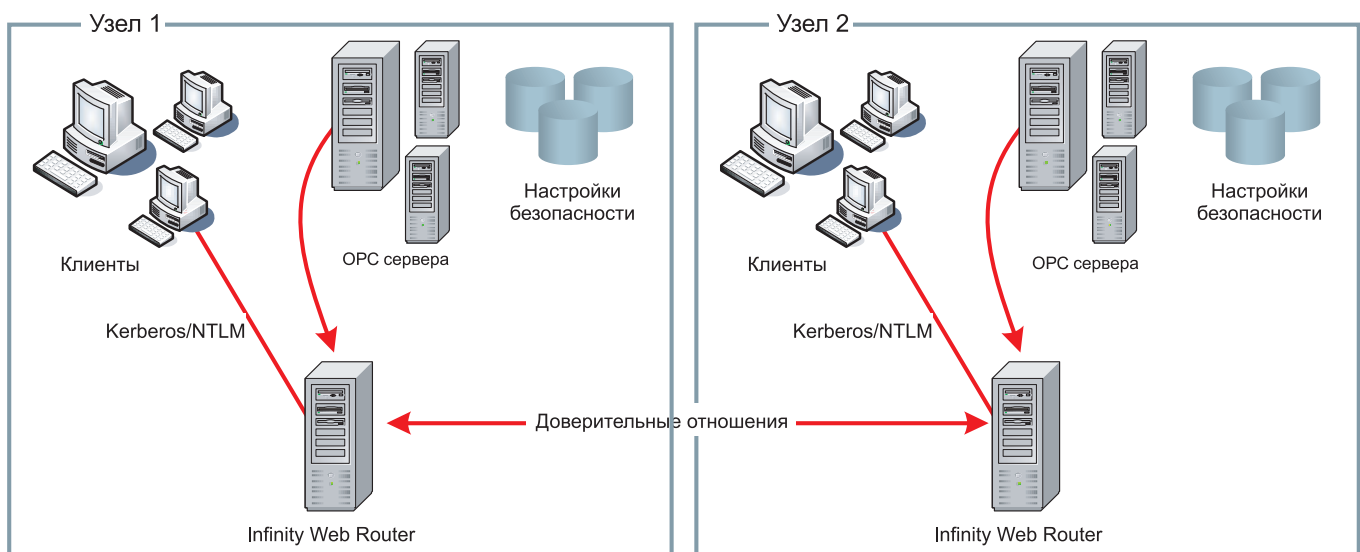 Узел 1
Клиенты
OPC сервера
Настройки
безопасности
Kerberos/NTLM
Infinity Web Router
Доверительные отношения
Узел 2
Клиенты
OPC сервера
Настройки
безопасности
Kerberos/NTLM
Infinity Web Router